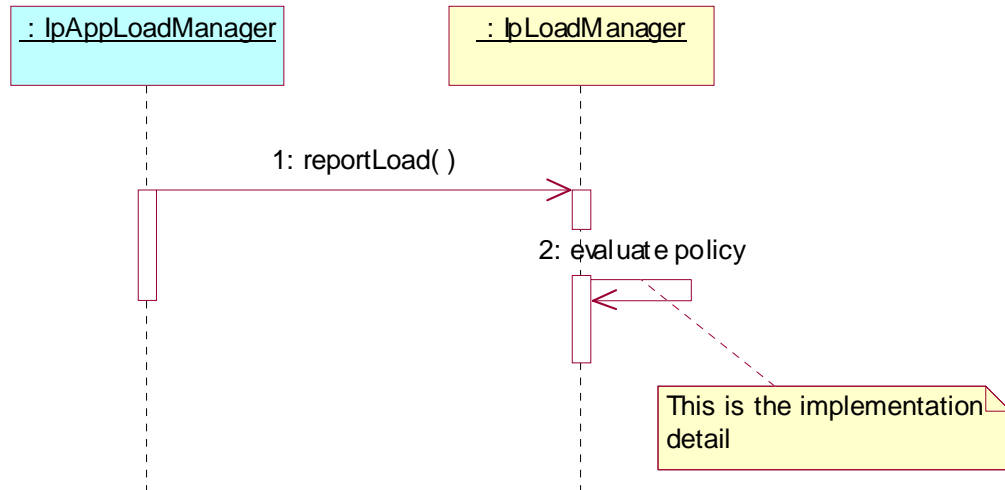 : IpAppLoadManager
: IpLoadManager
1: reportLoad( )
2: evaluate policy
This is the implementation
detail